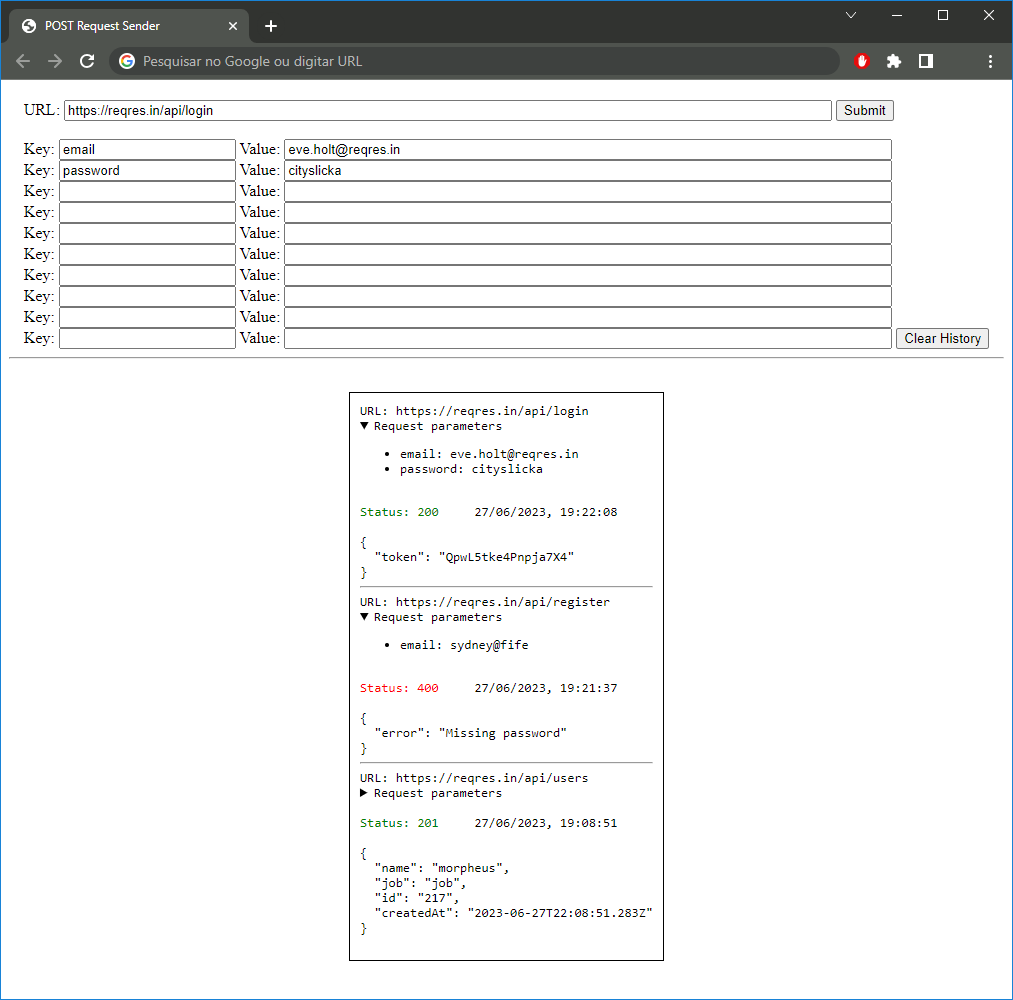 POST Request Sender
Pesquisar no Google ou digitar URL
URL: https://reqres.in/api/login Submit
Key: email Value: eve.holt@reqres.in
Key: password Value: cityslicka
Key: Value:
Key: Value:
Key: Value:
Key: Value:
Key: Value:
Key: Value:
Key: Value:
Key: Value: Clear History
URL: https://reqres.in/api/login
▼ Request parameters
• email: eve.holt@reqres.in
• password: cityslicka
Status: 200 27/06/2023, 19:22:08
{
"token": "QpwL5tke4Pnpja7X4"
}
URL: https://reqres.in/api/register
▼ Request parameters
• email: sydney@fife
Status: 400 27/06/2023, 19:21:37
{
"error": "Missing password"
}
URL: https://reqres.in/api/users
▶ Request parameters
Status: 201 27/06/2023, 19:08:51
{
"name": "morpheus",
"job": "job",
"id": "217",
"createdAt": "2023-06-27T22:08:51.283Z"
}